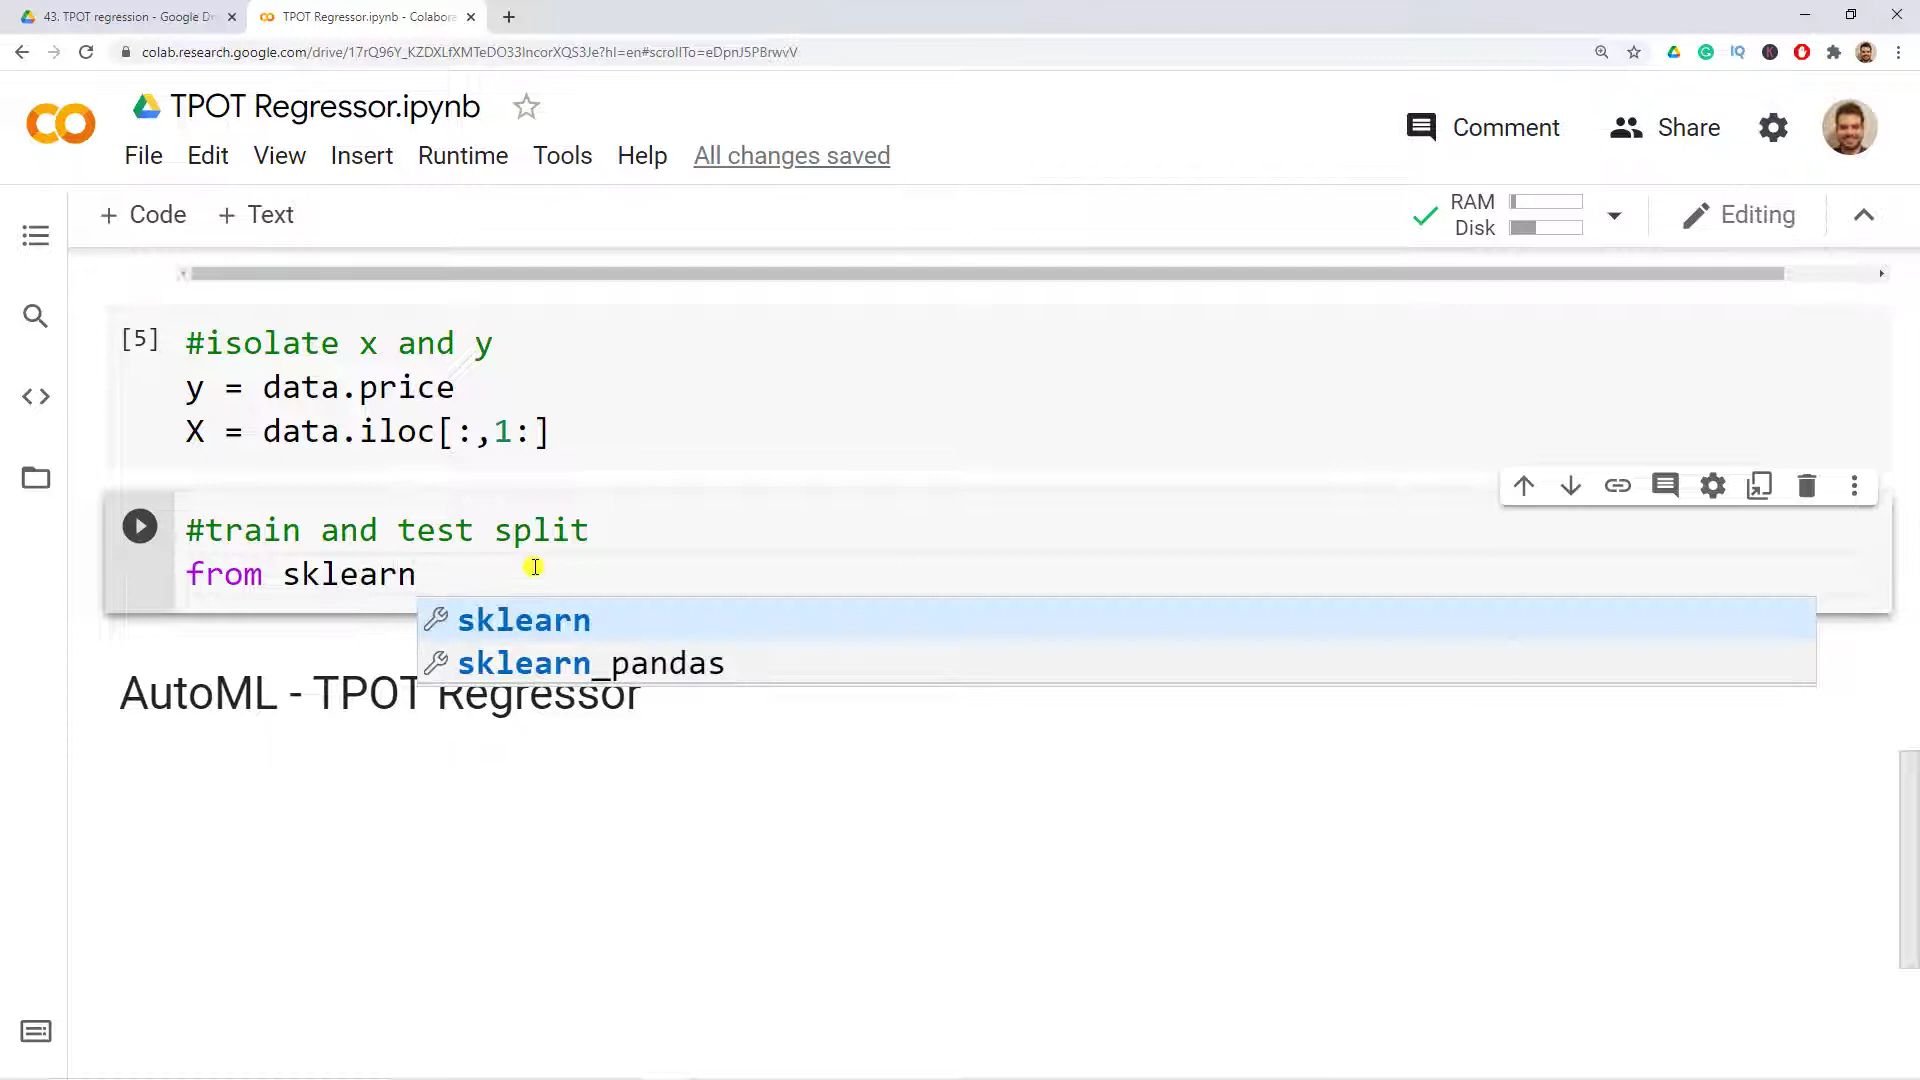 43. TPOT regression - Google Dr
TPOT Regressor.ipynb - Colabora
colab.research.google.com/drive/17rQ96Y_KZDXLfXMTeDO33IncorXQS3Je?hl=en#scrollTo=eDpnJ5PBrwvV
TPOT Regressor.ipynb
Comment
Share
File Edit View Insert Runtime Tools Help All changes saved
+ Code + Text
RAM
Disk
Editing
[5]
#isolate x and y
y = data.price
X = data.iloc[:,1:]
#train and test split
from sklearn
sklearn
sklearn_pandas
AutoML - TPOT Regressor